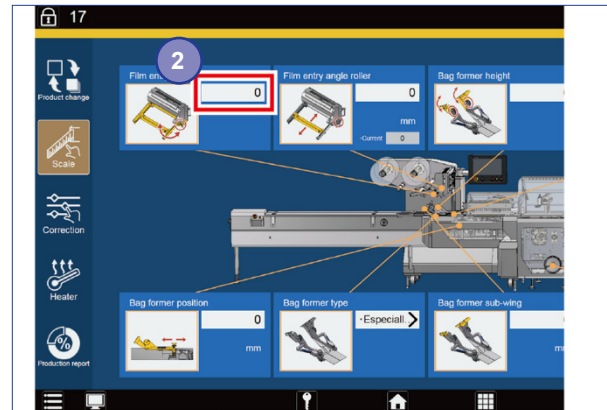 17
2
Film en
0
Film entry angle roller
0
mm
-Current 0
Bag former height
Product change
Scale
Correction
Heater
Production report
Bag former position
0
mm
Bag former type
-Especiall.
Bag former sub-wing
m